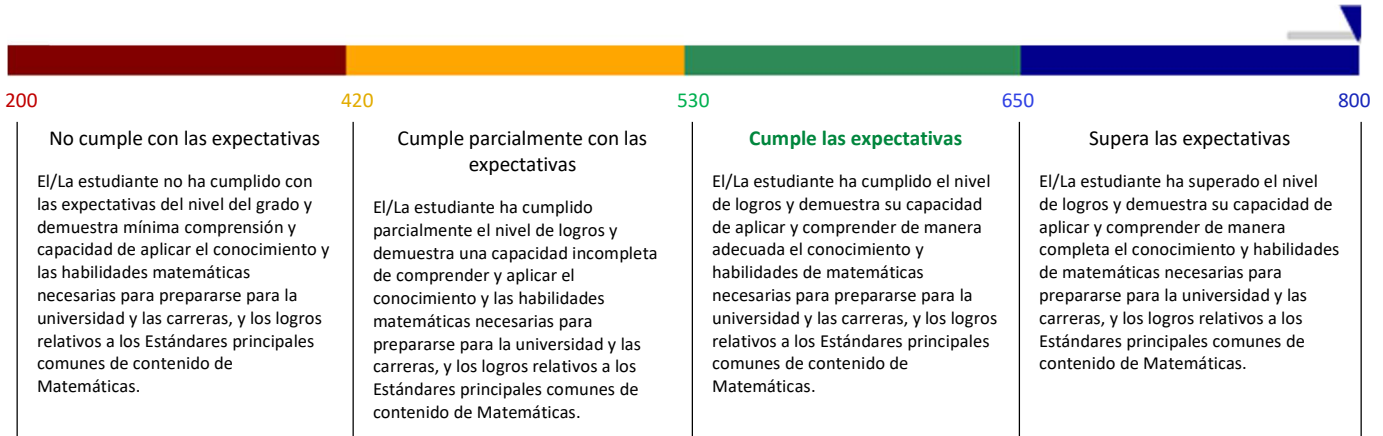 200
420
530
650
800
No cumple con las expectativas
El/La estudiante no ha cumplido con
las expectativas del nivel del grado y
demuestra mínima comprensión y
capacidad de aplicar el conocimiento y
las habilidades matemáticas
necesarias para prepararse para la
universidad y las carreras, y los logros
relativos a los Estándares principales
comunes de contenido de
Matemáticas.
Cumple parcialmente con las
expectativas
El/La estudiante ha cumplido
parcialmente el nivel de logros y
demuestra una capacidad incompleta
de comprender y aplicar el
conocimiento y las habilidades
matemáticas necesarias para
prepararse para la universidad y las
carreras, y los logros relativos a los
Estándares principales comunes de
contenido de Matemáticas.
Cumple las expectativas
El/La estudiante ha cumplido el nivel
de logros y demuestra su capacidad
de aplicar y comprender de manera
adecuada el conocimiento y
habilidades de matemáticas
necesarias para prepararse para la
universidad y las carreras, y los logros
relativos a los Estándares principales
comunes de contenido de
Matemáticas.
Supera las expectativas
El/La estudiante ha superado el nivel
de logros y demuestra su capacidad de
aplicar y comprender de manera
completa el conocimiento y habilidades
de matemáticas necesarias para
prepararse para la universidad y las
carreras, y los logros relativos a los
Estándares principales comunes de
contenido de Matemáticas.